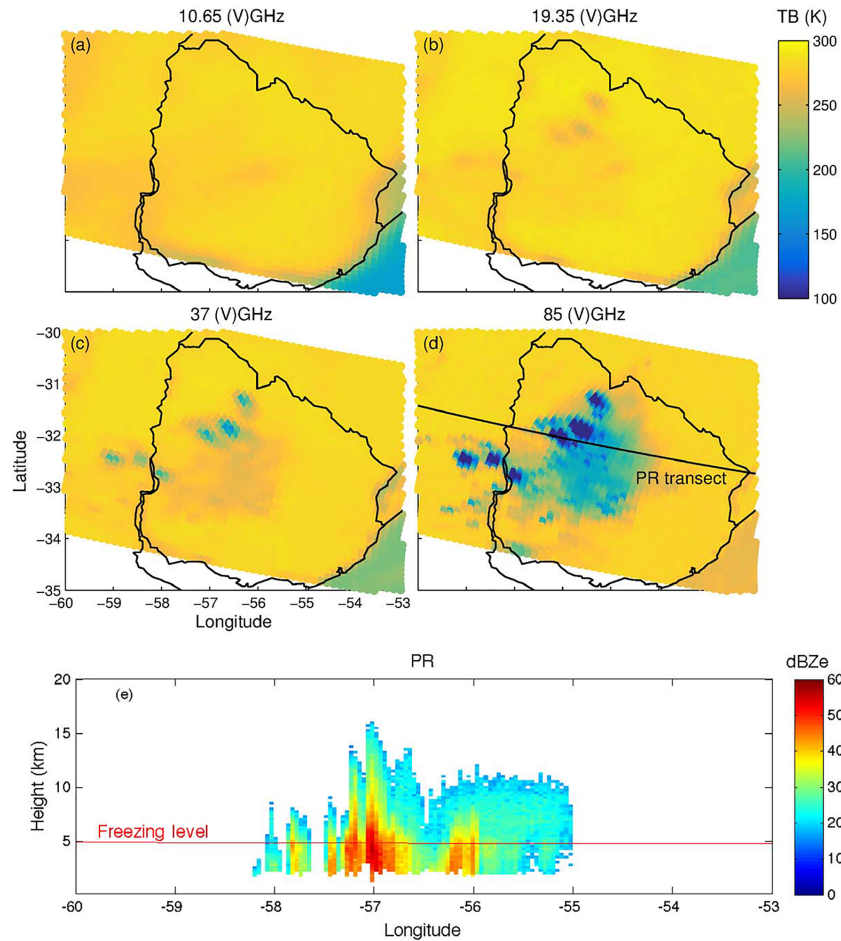 10.65 (V)GHz
19.35 (V)GHz
TB (K)
(a)
(b)
300
250
200
150
100
37 (V)GHz
85 (V)GHz
(c)
(d)
−30
−31
−32
−33
−34
−35
Latitude
PR transect
−60
−59
−58
−57
−56
−55
−54
−53
Longitude
PR
dBZe
(e)
20
15
10
5
0
Height (km)
Freezing level
60
50
40
30
20
10
0
-60
-59
-58
-57
-56
-55
-54
-53
Longitude